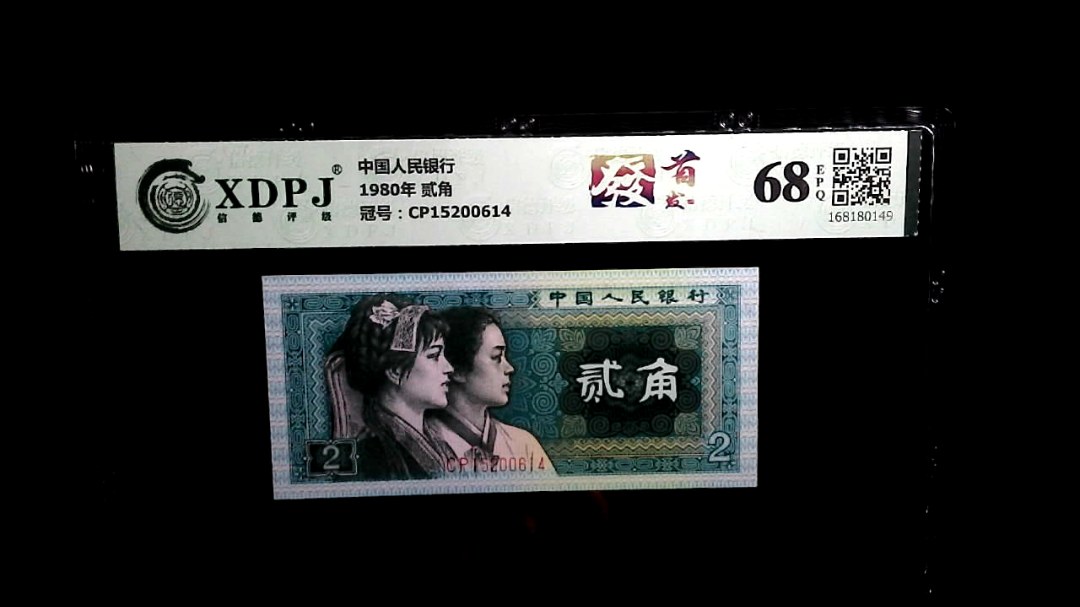 XDPJ®
信德评级
中国人民银行
1980年 贰角
冠号：CP15200614
發
首发
68
EPQ
168180149
中国人民银行
贰角
2
CP15200614
2